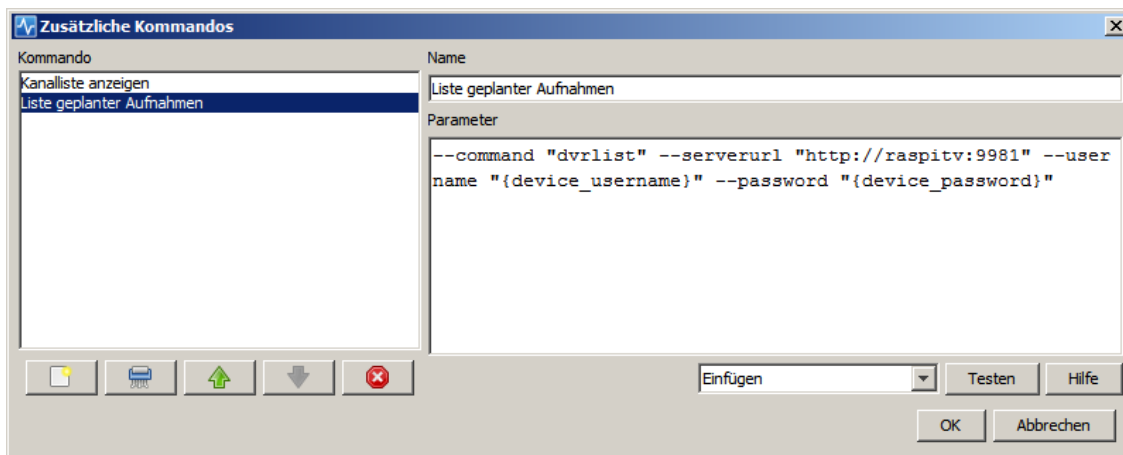 Zusätzliche Kommandos
Kommando
Kanalliste anzeigen
Liste geplanter Aufnahmen
Name
Liste geplanter Aufnahmen
Parameter
--command "dvrlist" --serverurl "http://raspitv:9981" --user
name "{device_username}" --password "{device_password}"
Einfügen
Testen
Hilfe
OK
Abbrechen